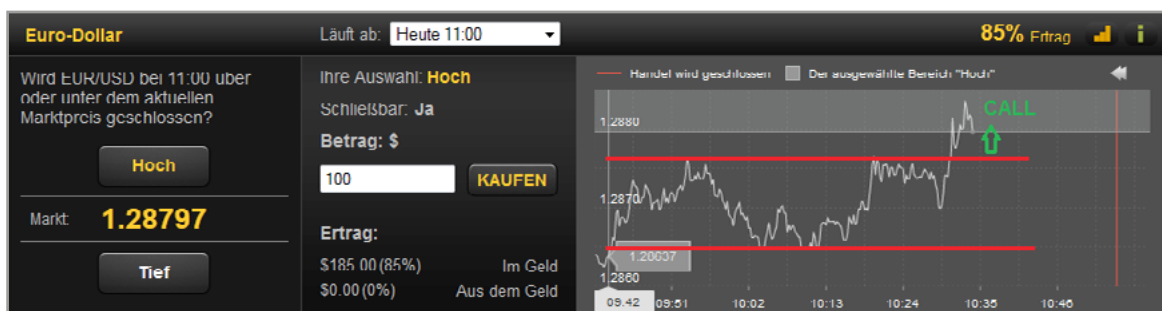 Euro-Dollar
Läuft ab: Heute 11:00
85% Ertrag
Wird EUR/USD bei 11:00 über
oder unter dem aktuellen
Marktpreis geschlossen?
Hoch
Markt: 1.28797
Tief
Ihre Auswahl: Hoch
Schließbar: Ja
Betrag: $
100
KAUFEN
Ertrag:
$185.00 (85%) Im Geld
$0.00 (0%) Aus dem Geld
Handel wird geschlossen
Der ausgewählte Bereich "Hoch"
CALL
1.2880
1.2870
1.2860
09:42 09:51 10:02 10:13 10:24 10:35 10:46